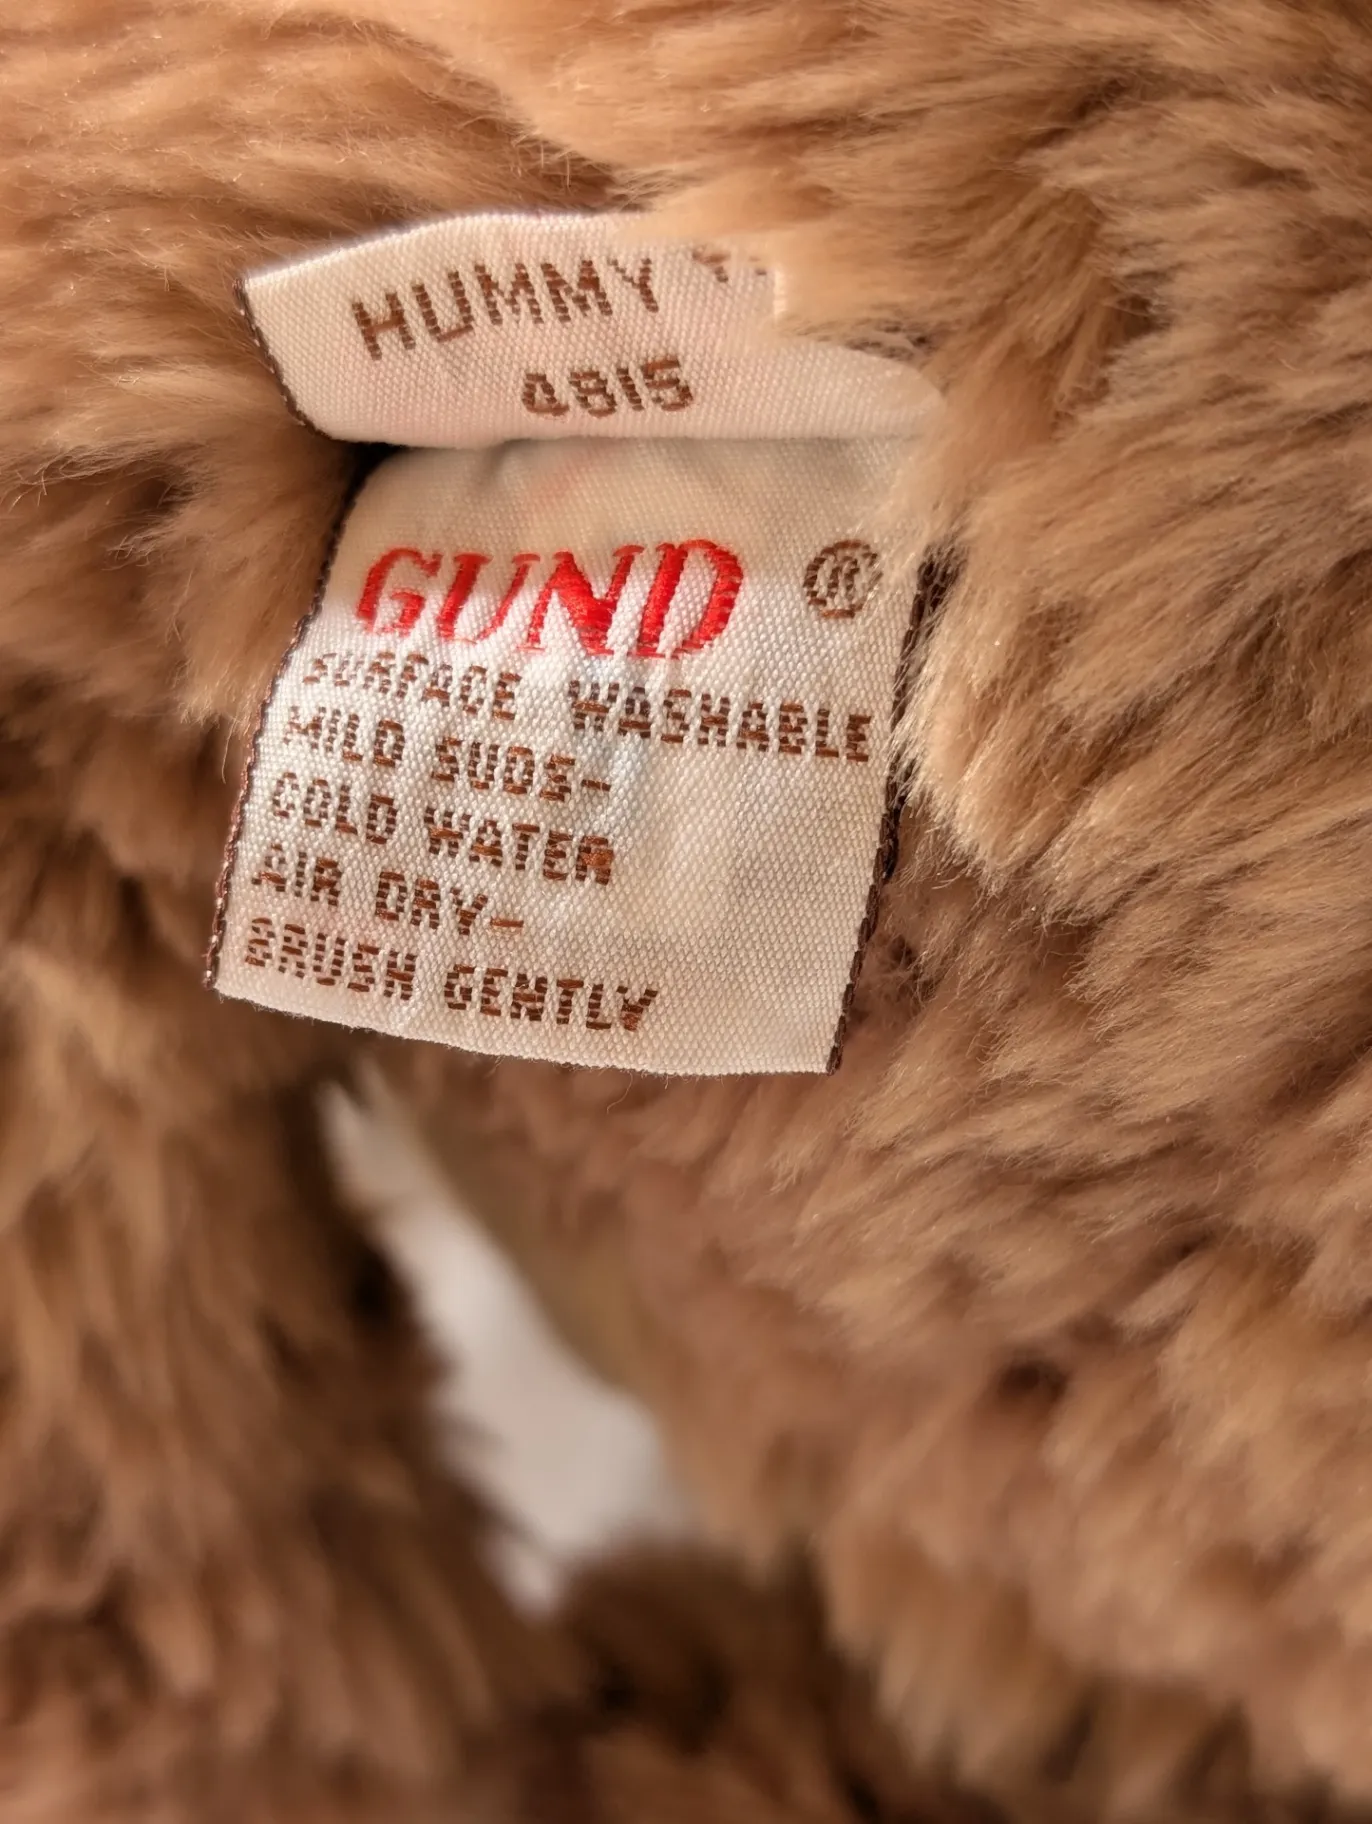 HUMMY
4815
GUND ®
SURFACE WASHABLE
MILD SUDS-
COLD WATER
AIR DRY-
BRUSH GENTLY